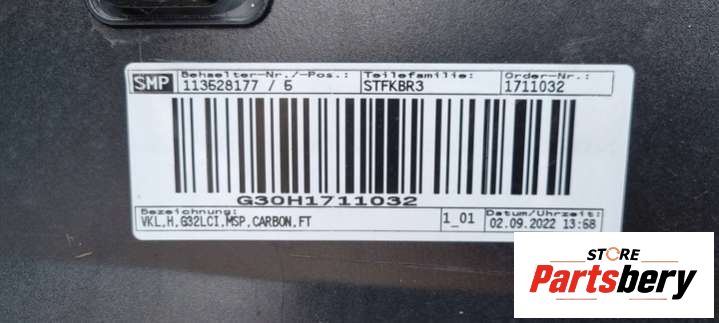 SMP Behaelter-Nr./-Pos.: Teilefamilie: Order-Nr.:
113628177 / 6 STFKBR3 1711032
G30H1711032
Bezeichnung: Datum/Uhrzeit:
VKL,H,G32LCI,MSP,CARBON,FT 1_01 02.09.2022 13:58
STORE
Partsbery